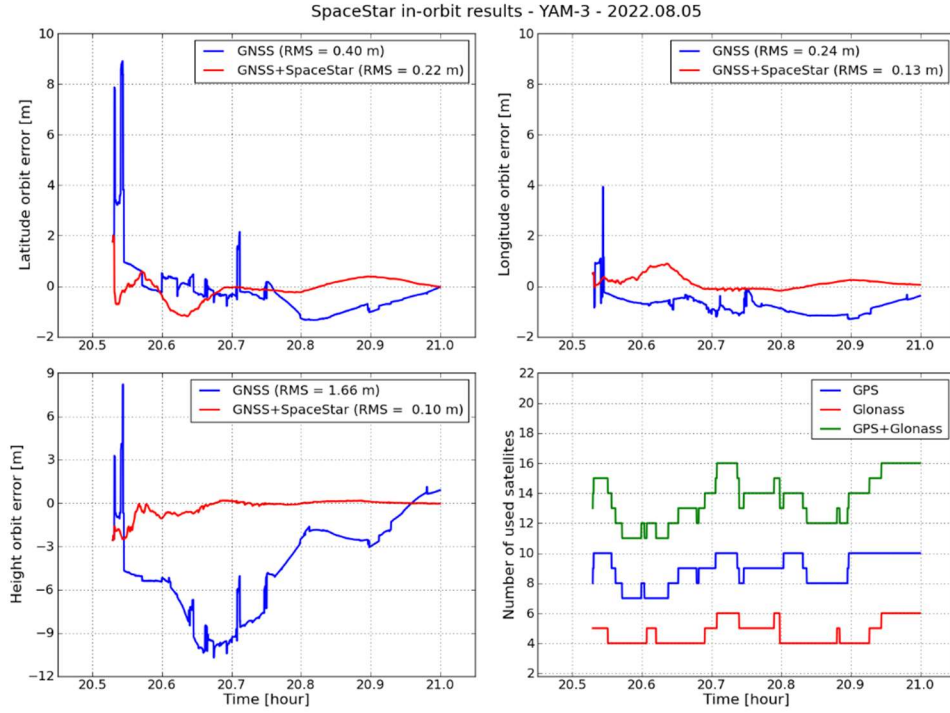 SpaceStar in-orbit results - YAM-3 - 2022.08.05
Latitude orbit error [m]
10
8
6
4
2
0
−2
GNSS (RMS = 0.40 m)
GNSS+SpaceStar (RMS = 0.22 m)
20.5 20.6 20.7 20.8 20.9 21.0
Longitude orbit error [m]
10
8
6
4
2
0
−2
GNSS (RMS = 0.24 m)
GNSS+SpaceStar (RMS = 0.13 m)
20.5 20.6 20.7 20.8 20.9 21.0
Height orbit error [m]
9
6
3
0
−3
−6
−9
−12
GNSS (RMS = 1.66 m)
GNSS+SpaceStar (RMS = 0.10 m)
20.5 20.6 20.7 20.8 20.9 21.0
Time [hour]
Number of used satellites
22
20
18
16
14
12
10
8
6
4
2
GPS
Glonass
GPS+Glonass
20.5 20.6 20.7 20.8 20.9 21.0
Time [hour]